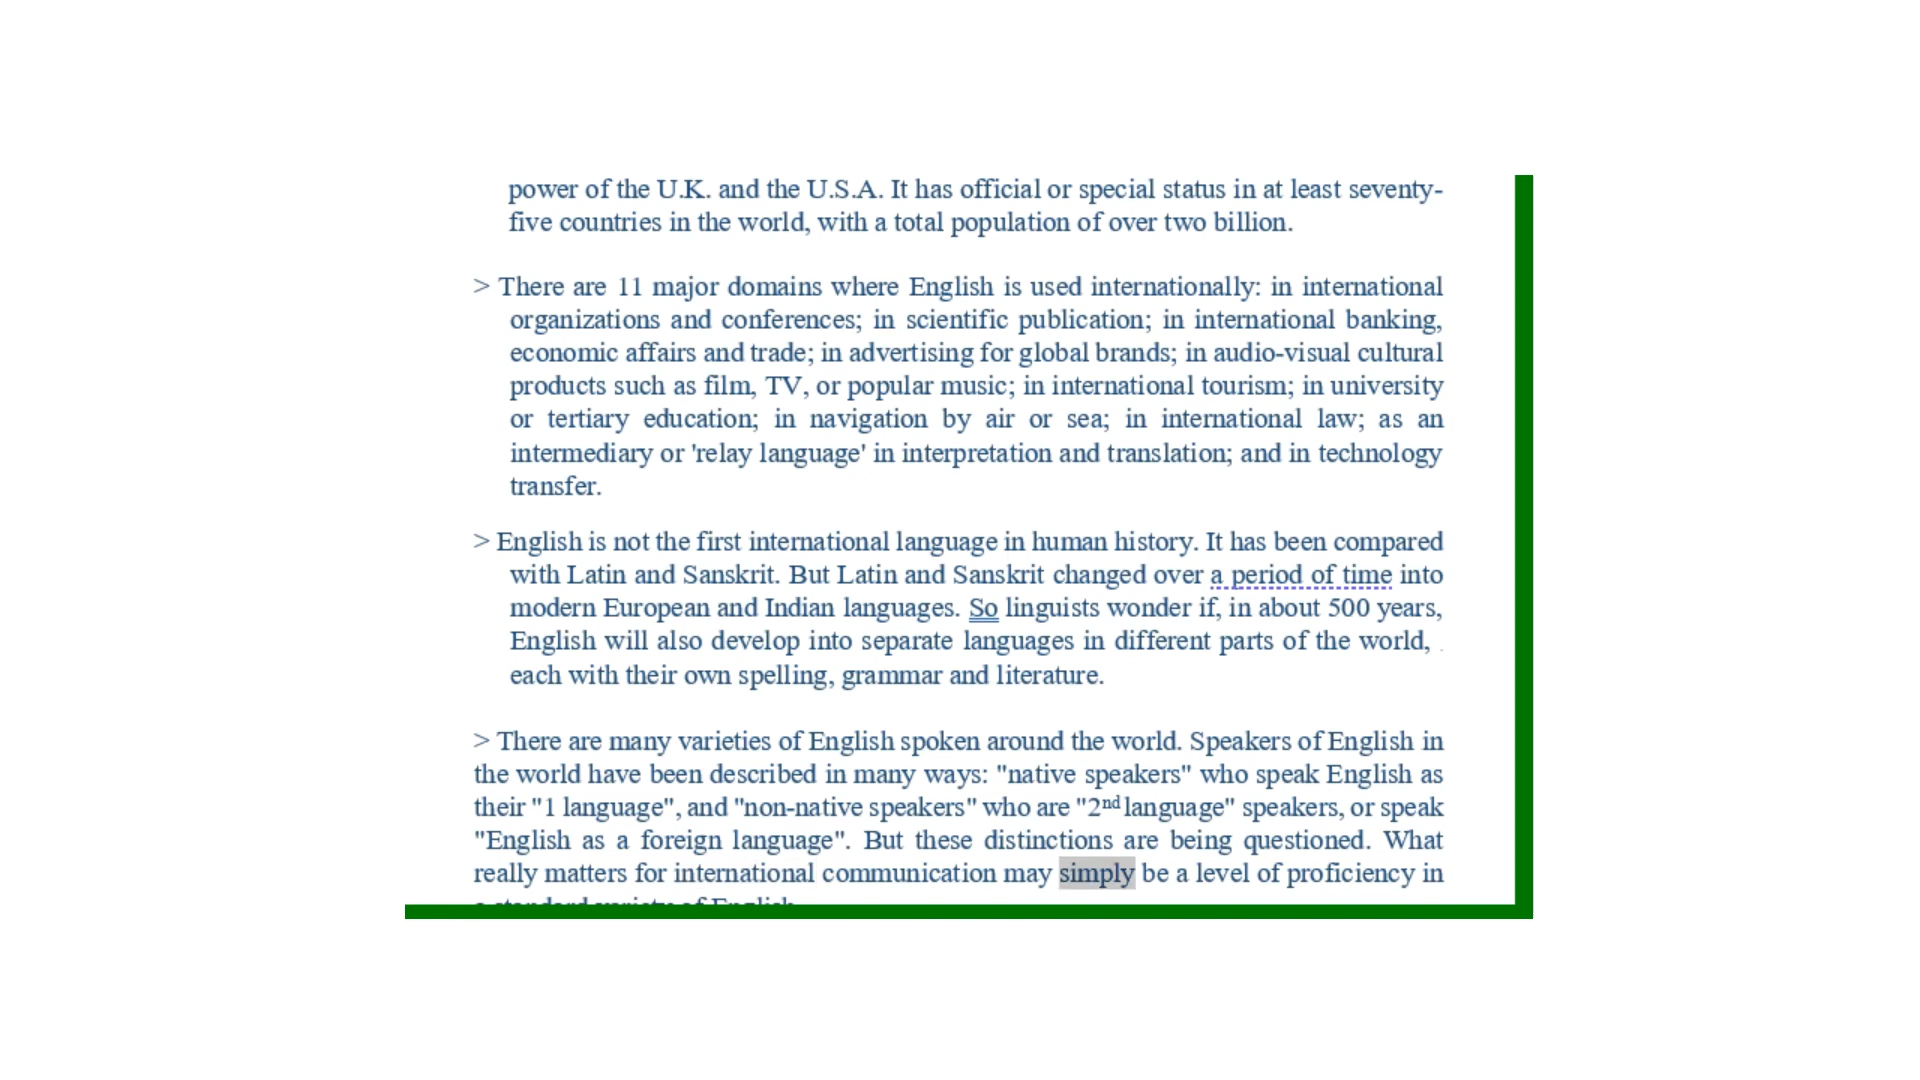 power of the U.K. and the U.S.A. It has official or special status in at least seventy-
five countries in the world, with a total population of over two billion.
> There are 11 major domains where English is used internationally: in international
organizations and conferences; in scientific publication; in international banking,
economic affairs and trade; in advertising for global brands; in audio-visual cultural
products such as film, TV, or popular music; in international tourism; in university
or tertiary education; in navigation by air or sea; in international law; as an
intermediary or 'relay language' in interpretation and translation; and in technology
transfer.
> English is not the first international language in human history. It has been compared
with Latin and Sanskrit. But Latin and Sanskrit changed over a period of time into
modern European and Indian languages. So linguists wonder if, in about 500 years,
English will also develop into separate languages in different parts of the world,
each with their own spelling, grammar and literature.
> There are many varieties of English spoken around the world. Speakers of English in
the world have been described in many ways: "native speakers" who speak English as
their "1 language", and "non-native speakers" who are "2nd language" speakers, or speak
"English as a foreign language". But these distinctions are being questioned. What
really matters for international communication may simply be a level of proficiency in
a standard variety of English.